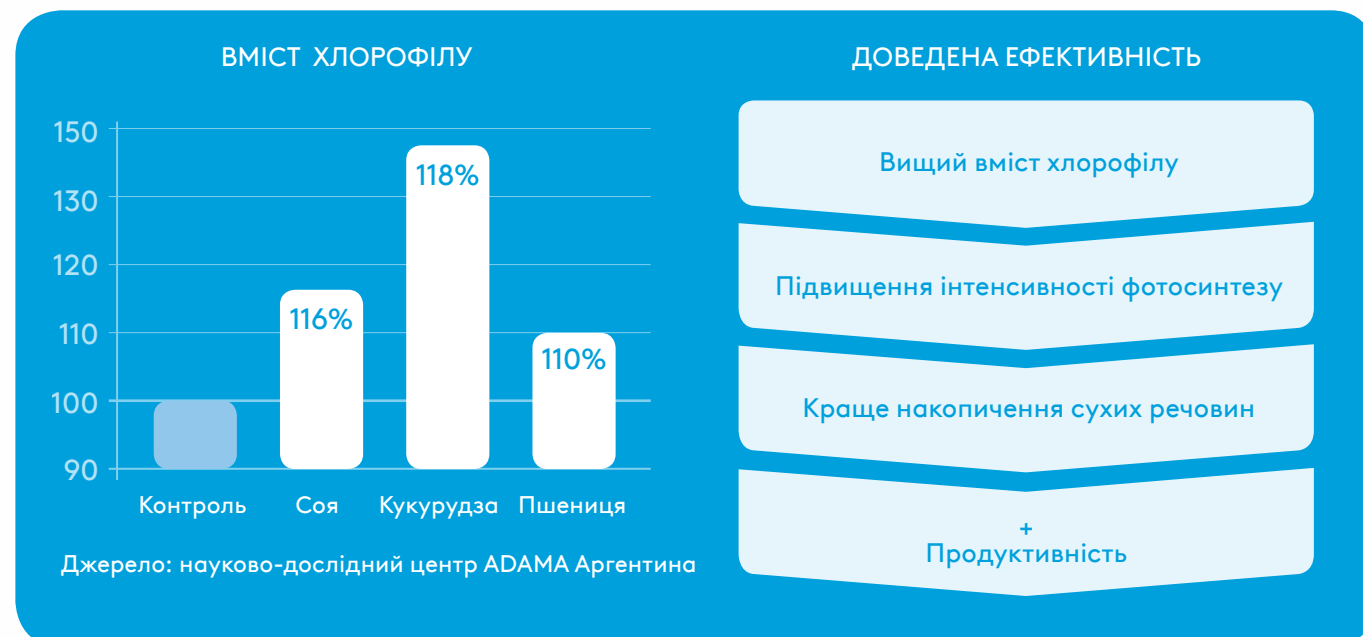 ВМІСТ ХЛОРОФІЛУ
150
130
120
110
100
90
118%
116%
110%
Контроль Соя Кукурудза Пшениця
Джерело: науково-дослідний центр ADAMA Аргентина
ДОВЕДЕНА ЕФЕКТИВНІСТЬ
Вищий вміст хлорофілу
Підвищення інтенсивності фотосинтезу
Краще накопичення сухих речовин
+
Продуктивність